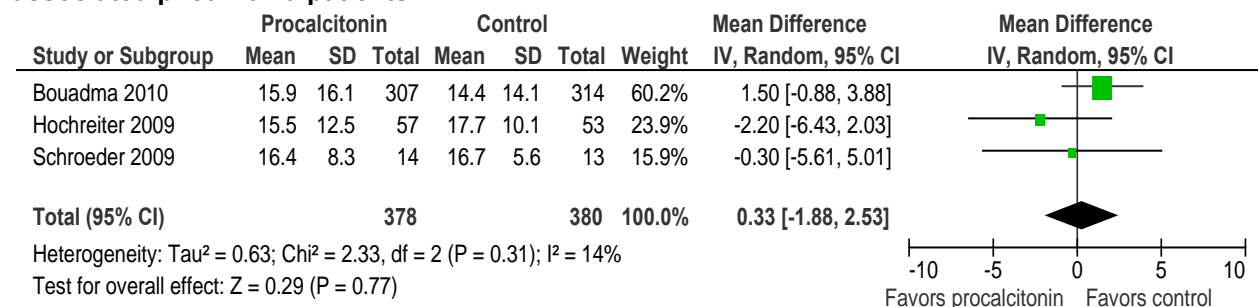 Procalcitonin Control Mean Difference Mean Difference
Study or Subgroup Mean SD Total Mean SD Total Weight IV, Random, 95% CI IV, Random, 95% CI
Bouadma 2010 15.9 16.1 307 14.4 14.1 314 60.2% 1.50 [-0.88, 3.88]
Hochreiter 2009 15.5 12.5 57 17.7 10.1 53 23.9% -2.20 [-6.43, 2.03]
Schroeder 2009 16.4 8.3 14 16.7 5.6 13 15.9% -0.30 [-5.61, 5.01]
Total (95% CI) 378 380 100.0% 0.33 [-1.88, 2.53]
Heterogeneity: Tau² = 0.63; Chi² = 2.33, df = 2 (P = 0.31); I² = 14%
Test for overall effect: Z = 0.29 (P = 0.77)
-10 -5 0 5 10
Favors procalcitonin Favors control